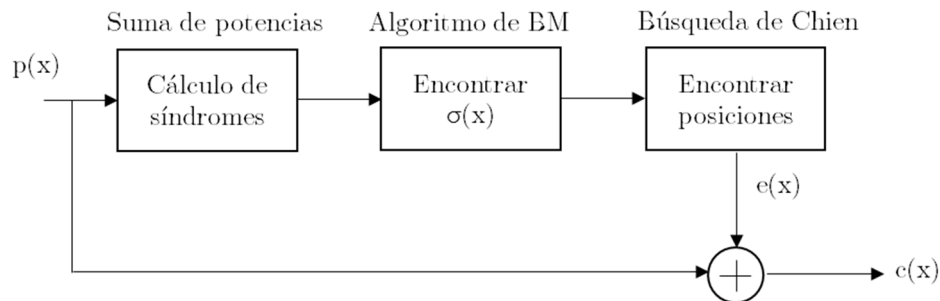 Suma de potencias
Algoritmo de BM
Búsqueda de Chien
p(x)
Cálculo de
síndromes
Encontrar
σ(x)
Encontrar
posiciones
e(x)
c(x)